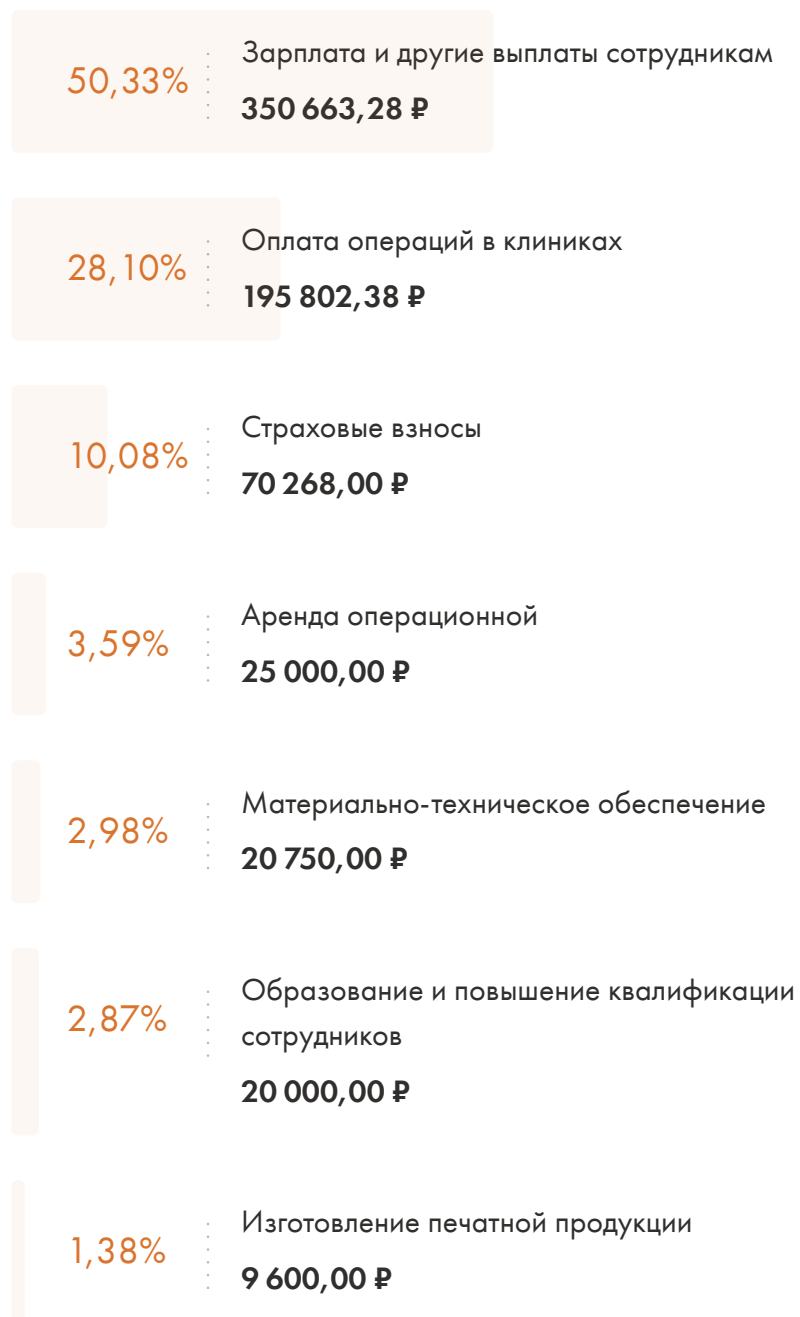 50,33%
Зарплата и другие выплаты сотрудникам
350 663,28 ₽
28,10%
Оплата операций в клиниках
195 802,38 ₽
10,08%
Страховые взносы
70 268,00 ₽
3,59%
Аренда операционной
25 000,00 ₽
2,98%
Материально-техническое обеспечение
20 750,00 ₽
2,87%
Образование и повышение квалификации
сотрудников
20 000,00 ₽
1,38%
Изготовление печатной продукции
9 600,00 ₽